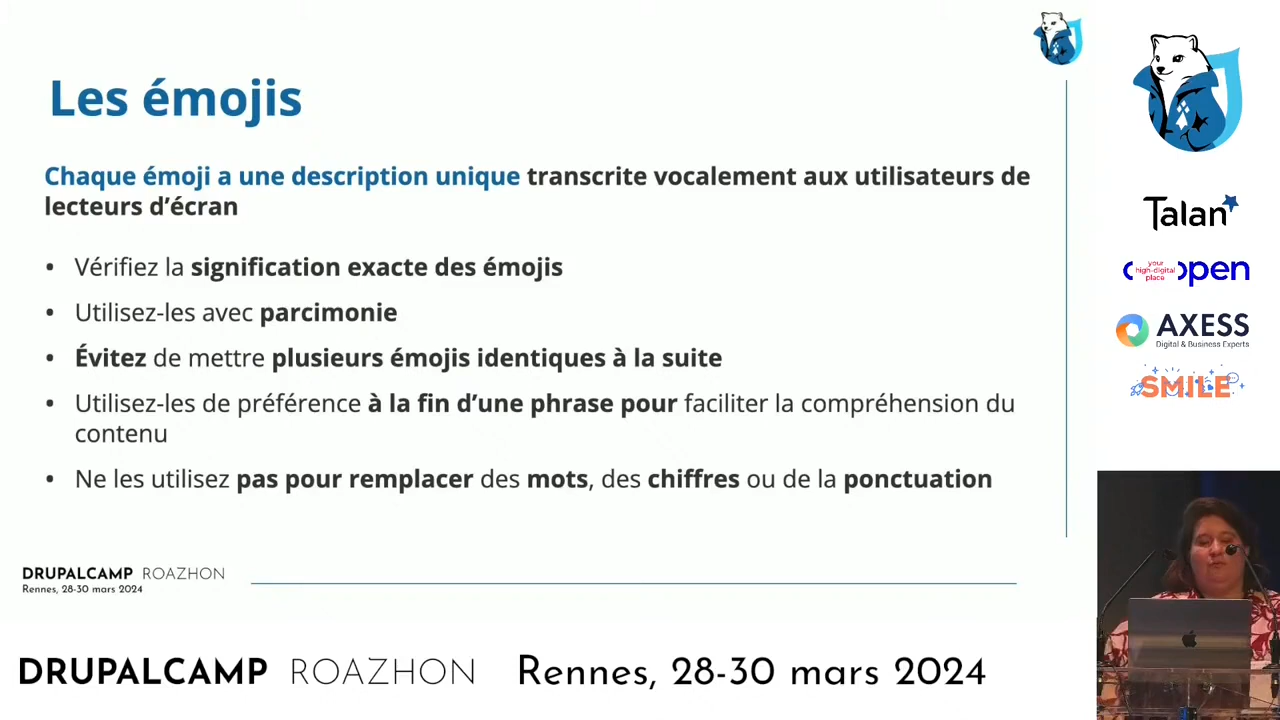 Les émojis
Chaque émoji a une description unique transcrite vocalement aux utilisateurs de
lecteurs d’écran
• Vérifiez la signification exacte des émojis
• Utilisez-les avec parcimonie
• Évitez de mettre plusieurs émojis identiques à la suite
• Utilisez-les de préférence à la fin d’une phrase pour faciliter la compréhension du
contenu
• Ne les utilisez pas pour remplacer des mots, des chiffres ou de la ponctuation
DRUPALCAMP ROAZHON
Rennes, 28-30 mars 2024
Talan
your
high-digital
place
open
AXESS
Digital & Business Experts
SMILE
DRUPALCAMP ROAZHON Rennes, 28-30 mars 2024